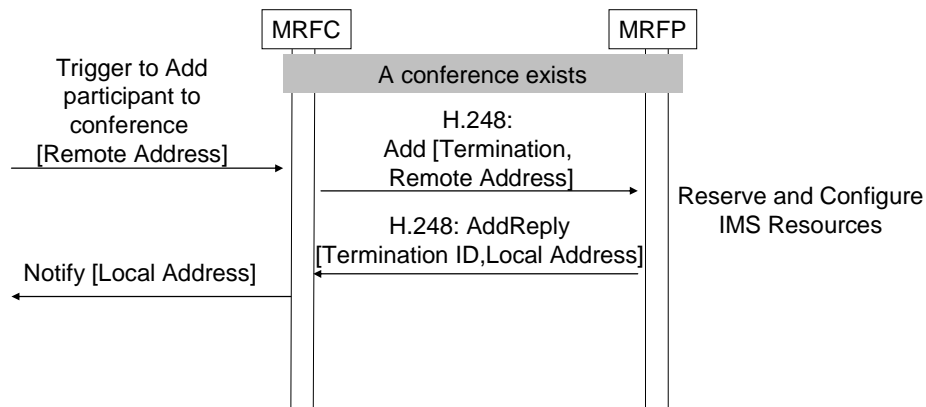 MRFC
MRFP
A conference exists
Trigger to Add
participant to
conference
[Remote Address]
H.248:
Add [Termination,
Remote Address]
Reserve and Configure
IMS Resources
H.248: AddReply
[Termination ID,Local Address]
Notify [Local Address]